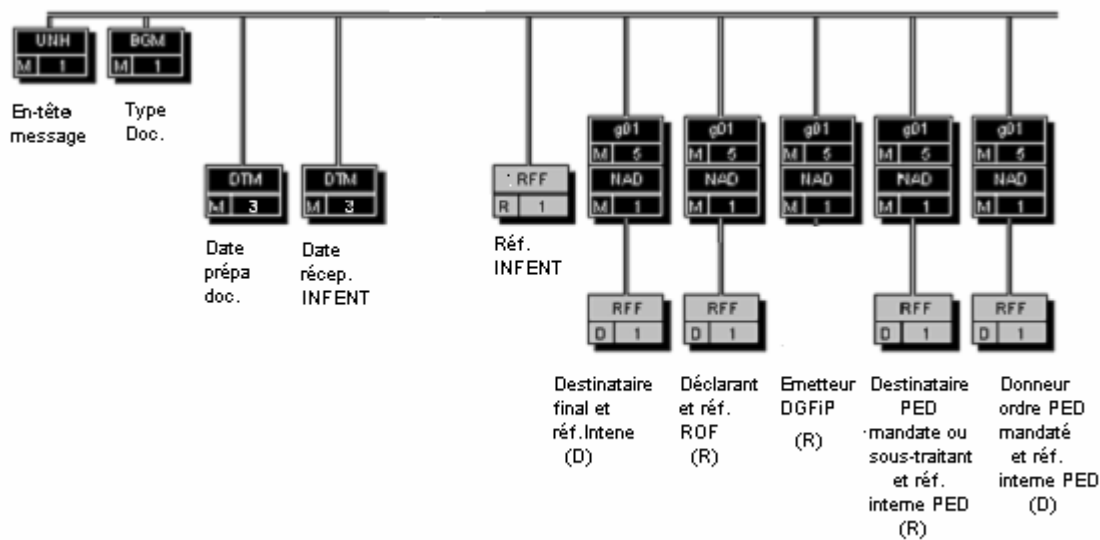 UNH
M 1
BGM
M 1
En-tête
message
Type
Doc.
DTM
M 3
DTM
M 3
Date
prépa
doc.
Date
récep.
INFENT
RFF
R 1
Réf.
INFENT
g01
M 5
NAD
M 1
g01
M 5
NAD
M 1
g01
M 5
NAD
M 1
g01
M 5
NAD
M 1
g01
M 5
NAD
M 1
RFF
D 1
RFF
D 1
RFF
D 1
RFF
D 1
Destinataire
final et
réf.Intene
(D)
Déclarant
et réf.
ROF
(R)
Emetteur
DGFiP
(R)
Destinataire
PED
mandate ou
sous-traitant
et réf.
interne PED
(R)
Donneur
ordre PED
mandaté
et réf.
interne PED
(D)